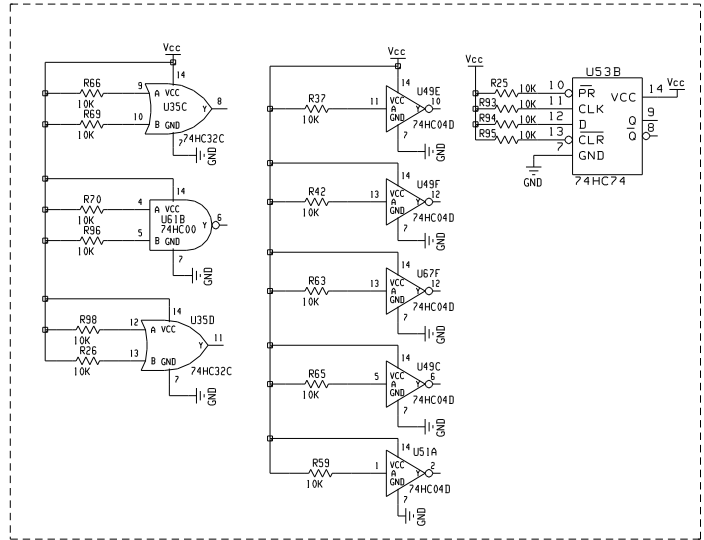 Vcc
14
R66
9
A VCC
8
10K
U35C
Y
R69
10
B GND
10K
7
74HC32C
GND
14
R70
4
A VCC
10K
U61B
6
R96
74HC00
Y
5
B GND
10K
7
GND
14
R98
U35D
12
A VCC
11
10K
Y
R26
13
B GND
10K
74HC32C
7
GND
Vcc
14
U49E
R37
VCC
10
11
A
Y
10K
GND
74HC04D
7
GND
14
U49F
R42
VCC
12
13
A
Y
10K
GND
74HC04D
7
GND
14
U67F
R63
VCC
12
13
A
Y
10K
GND
74HC04D
7
GND
14
U49C
R65
VCC
6
5
A
Y
10K
GND
74HC04D
7
GND
14
U51A
R59
VCC
2
1
A
Y
10K
GND
74HC04D
7
GND
Vcc
U53B
R25
10K
10
PR
VCC
14
Vcc
R93
10K
11
CLK
R94
10K
12
D
Q
9
R95
10K
13
CLR
Q
8
7
GND
GND
74HC74